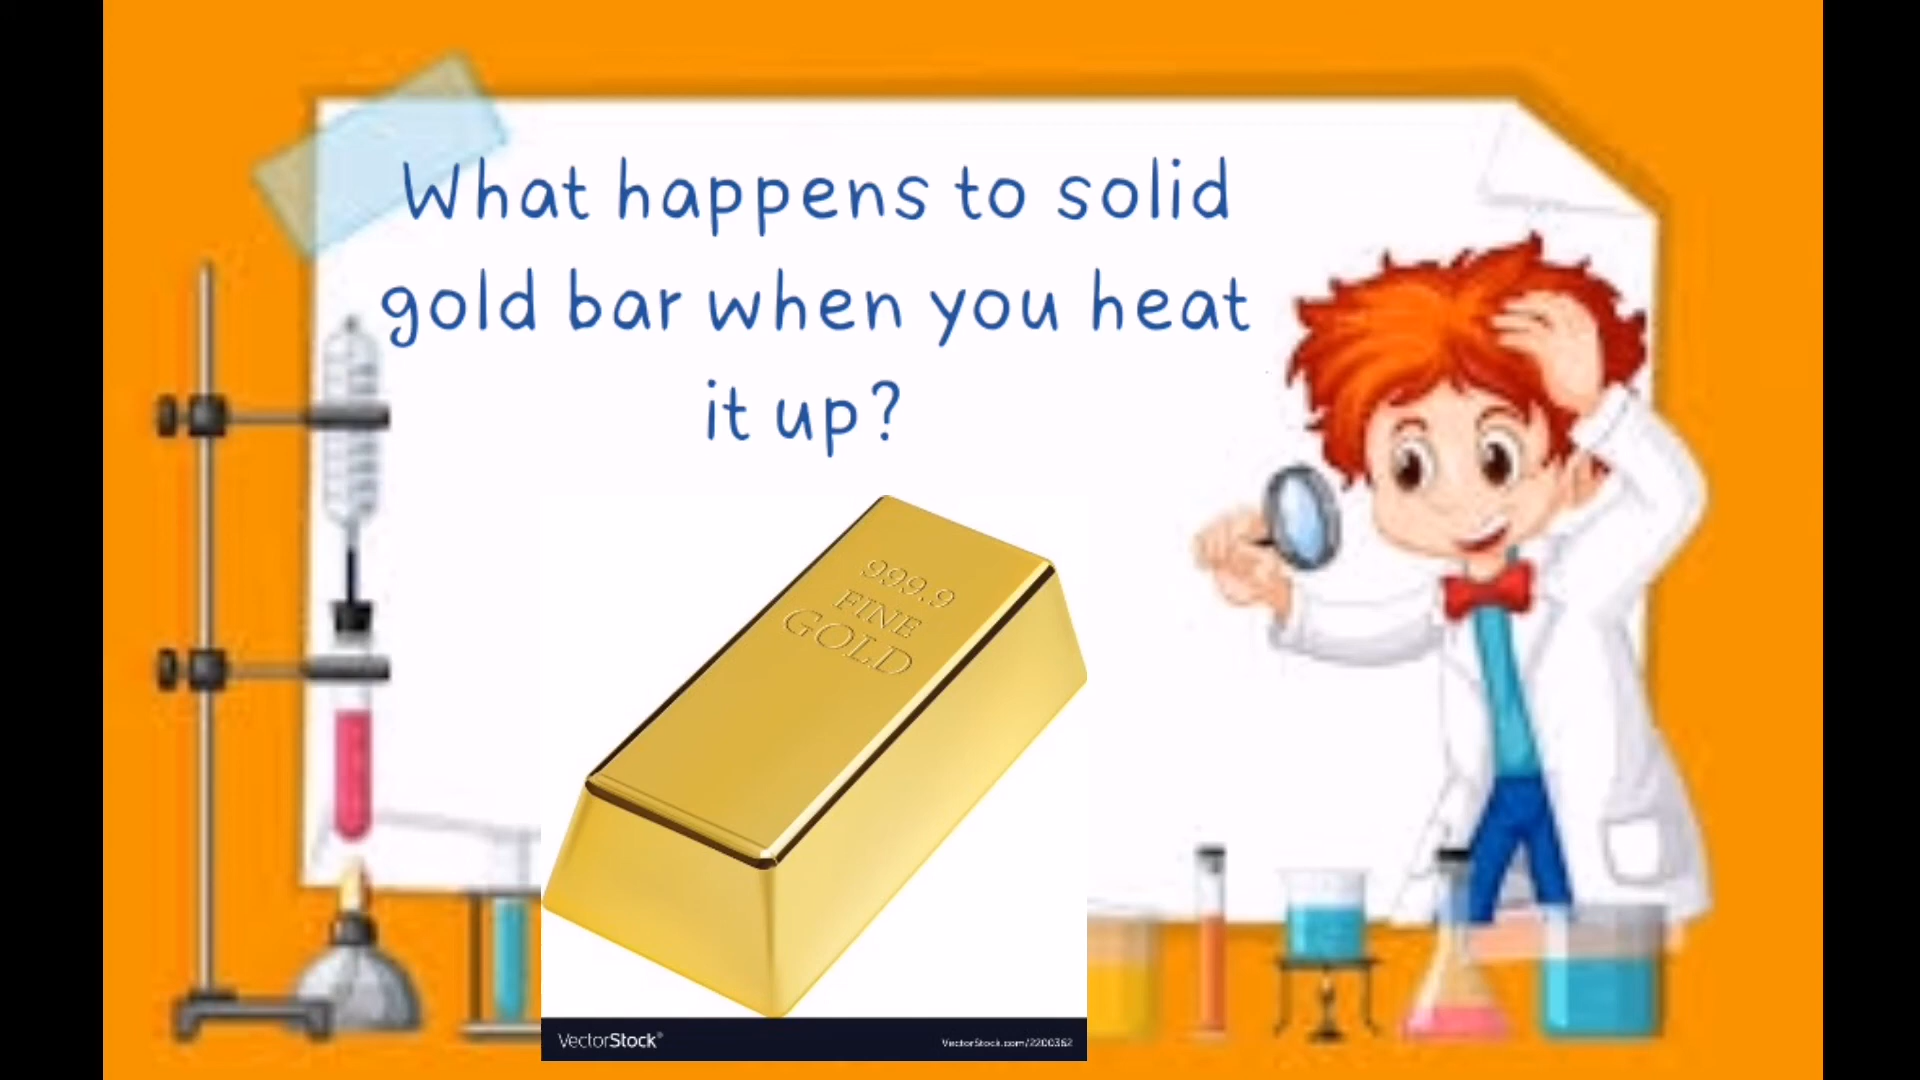 What happens to solid
gold bar when you heat
it up?
999.9
FINE
GOLD
VectorStock®
VectorStock.com/2200362